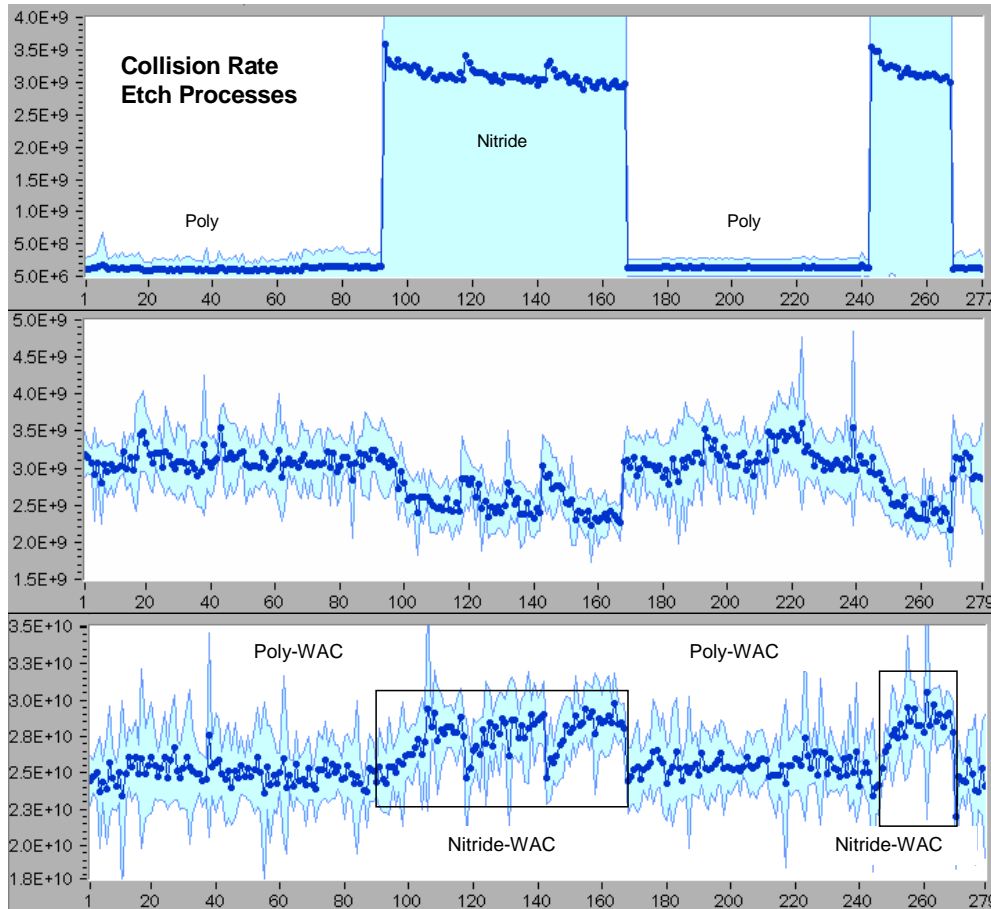 4.0E+9
3.5E+9
3.0E+9
2.5E+9
2.0E+9
1.5E+9
1.0E+9
5.0E+8
5.0E+6
Collision Rate
Etch Processes
Nitride
Poly
Poly
1 20 40 60 80 100 120 140 160 180 200 220 240 260 277
5.0E+9
4.5E+9
4.0E+9
3.5E+9
3.0E+9
2.5E+9
2.0E+9
1.5E+9
1 20 40 60 80 100 120 140 160 180 200 220 240 260 279
3.5E+10
3.3E+10
3.0E+10
2.8E+10
2.5E+10
2.3E+10
2.0E+10
1.8E+10
Poly-WAC
Poly-WAC
Nitride-WAC
Nitride-WAC
1 20 40 60 80 100 120 140 160 180 200 220 240 260 279